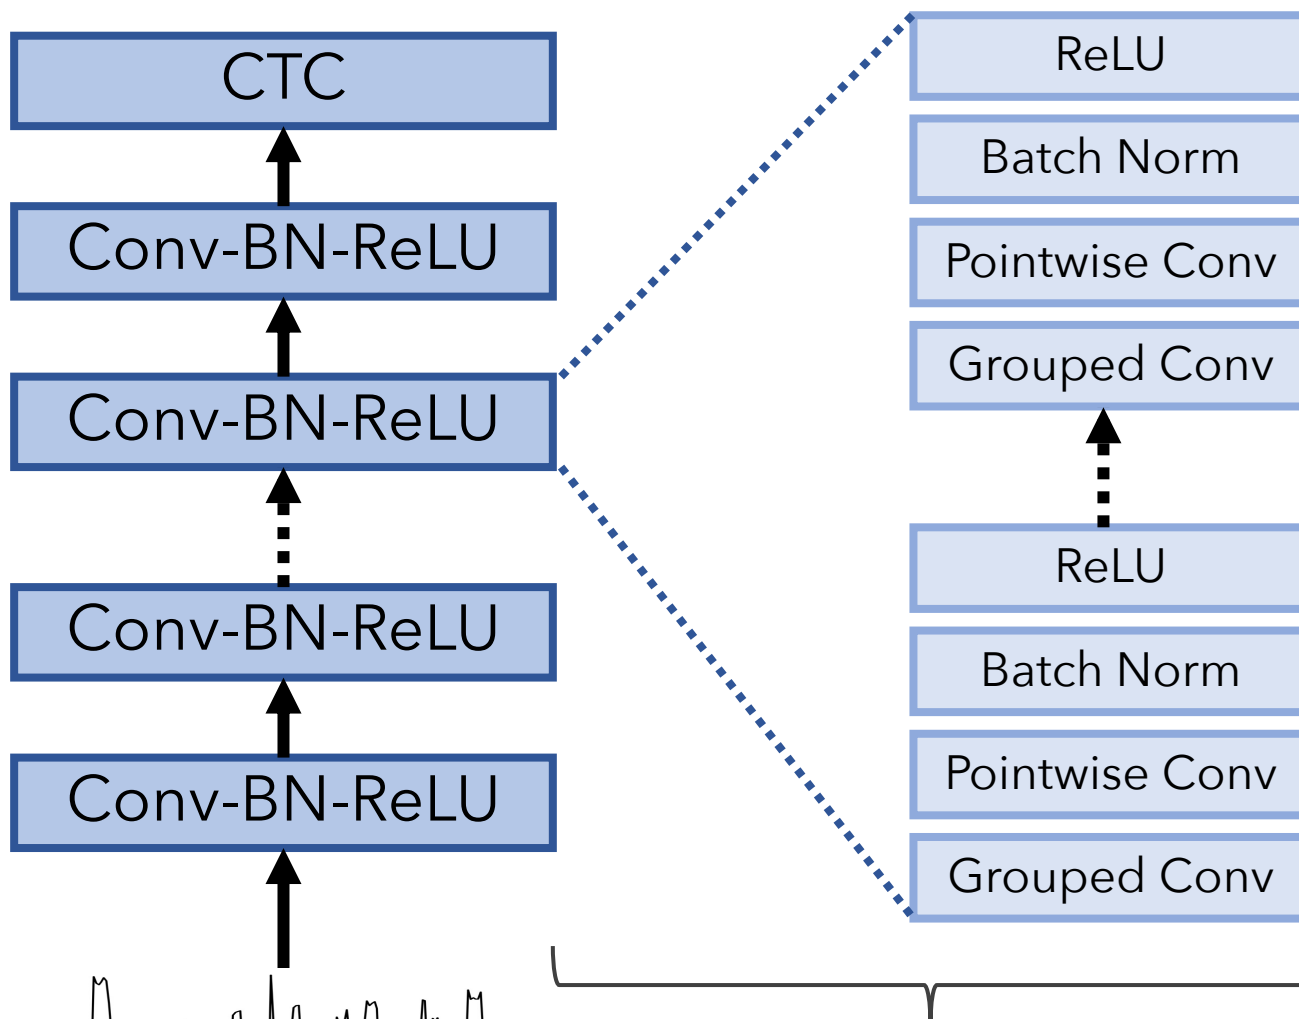 CTC
Conv-BN-ReLU
Conv-BN-ReLU
Conv-BN-ReLU
Conv-BN-ReLU
ReLU
Batch Norm
Pointwise Conv
Grouped Conv
ReLU
Batch Norm
Pointwise Conv
Grouped Conv